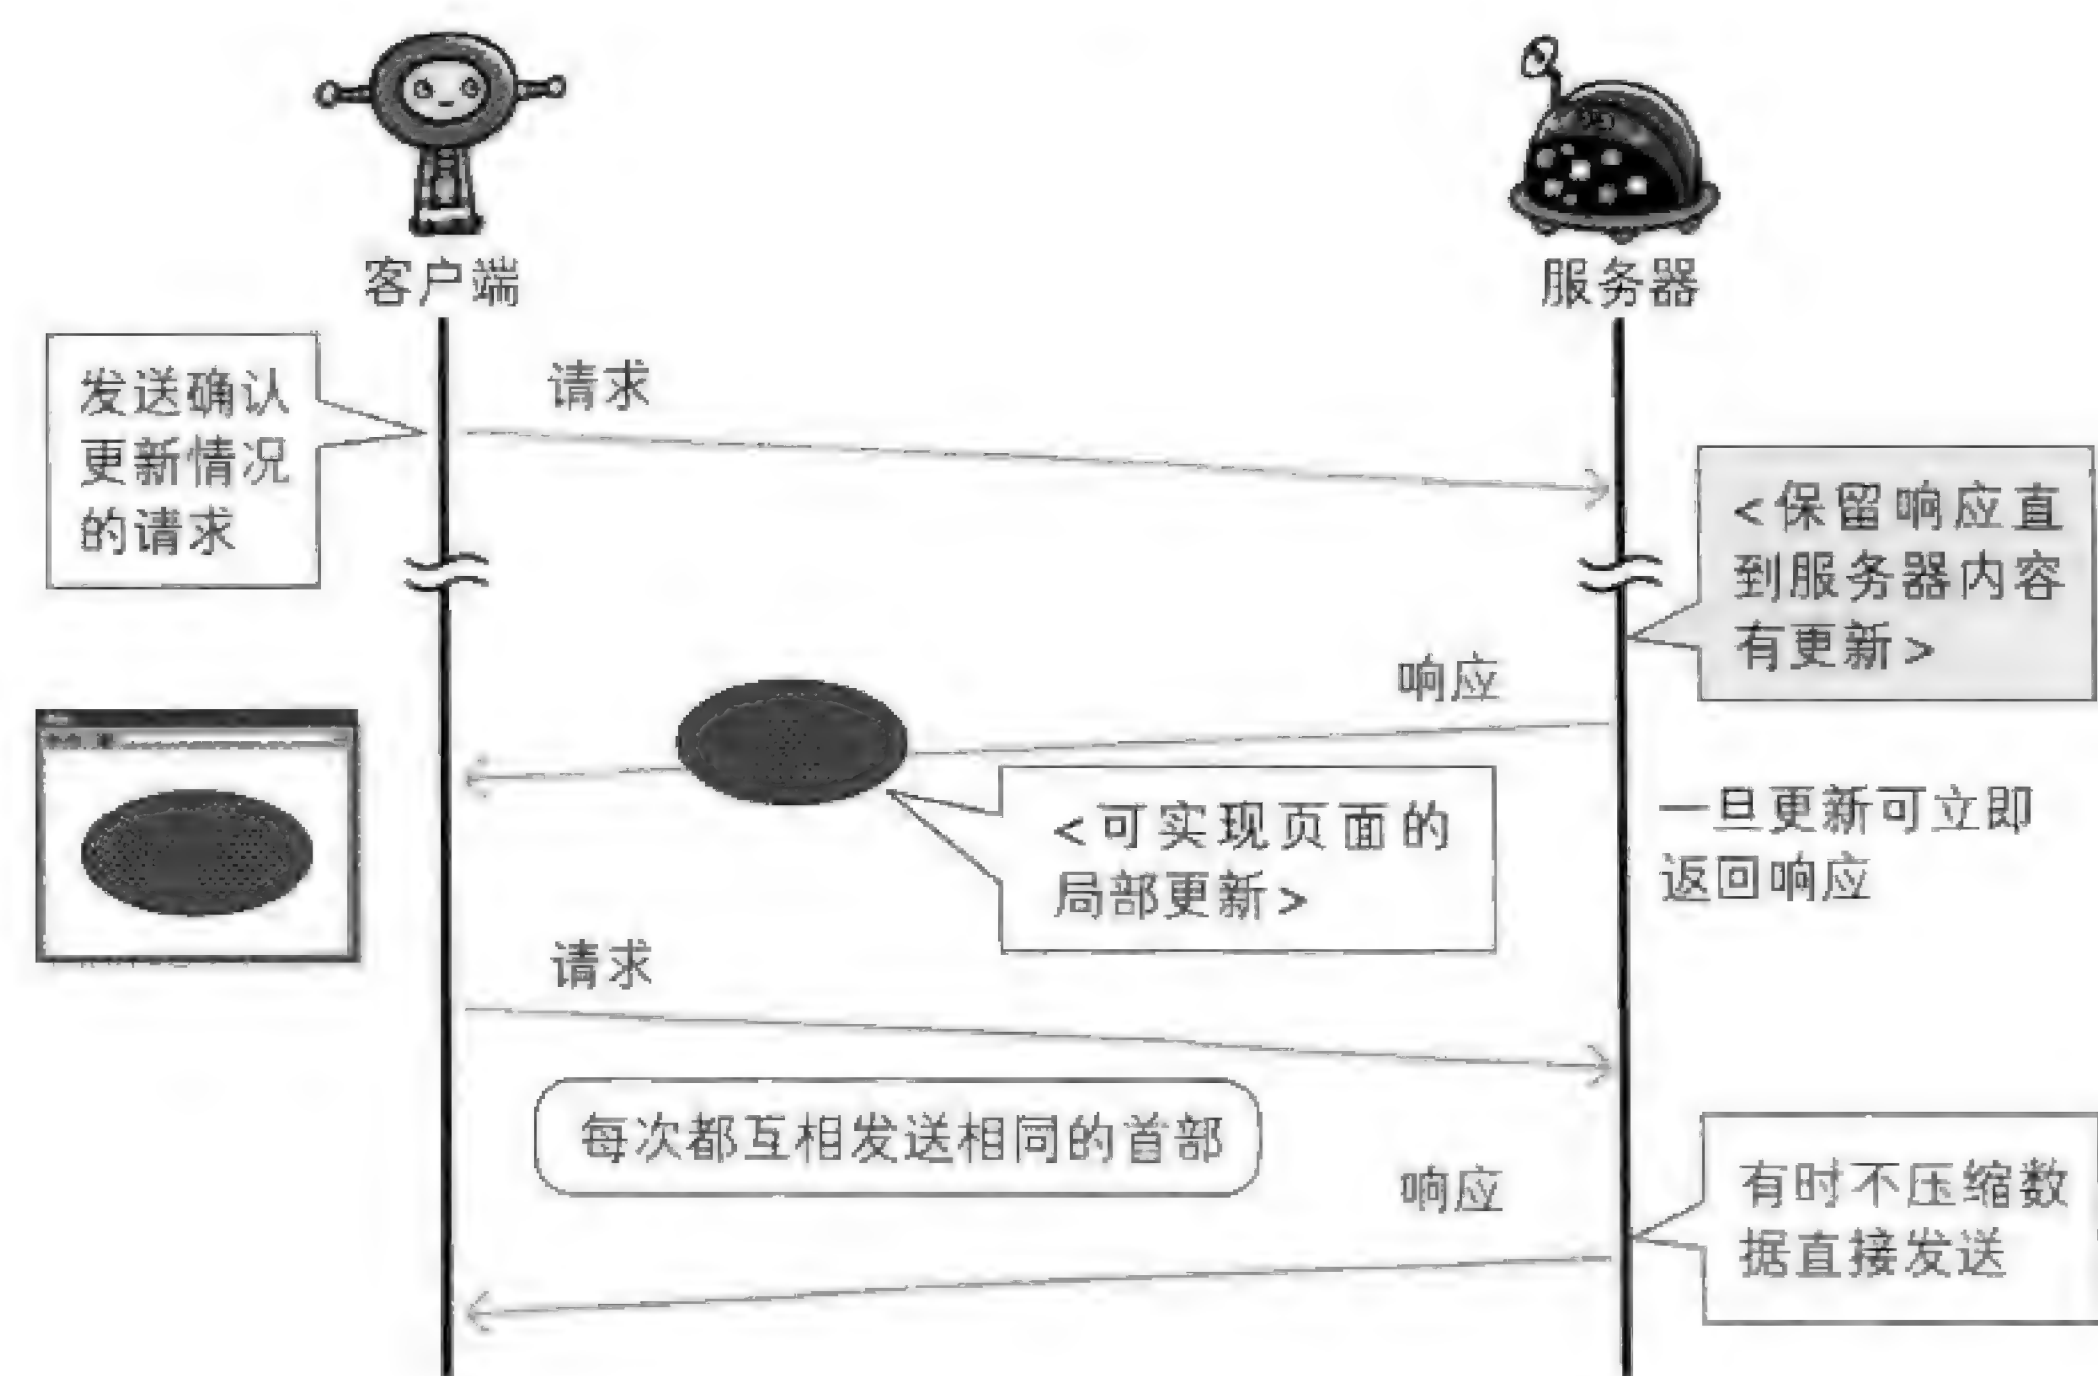 客户端
服务器
发送确认
更新情况
的请求
请求
<保留响应直
到服务器内容
有更新>
响应
<可实现页面的
局部更新>
一旦更新可立即
返回响应
请求
每次都互相发送相同的首部
响应
有时不压缩数
据直接发送